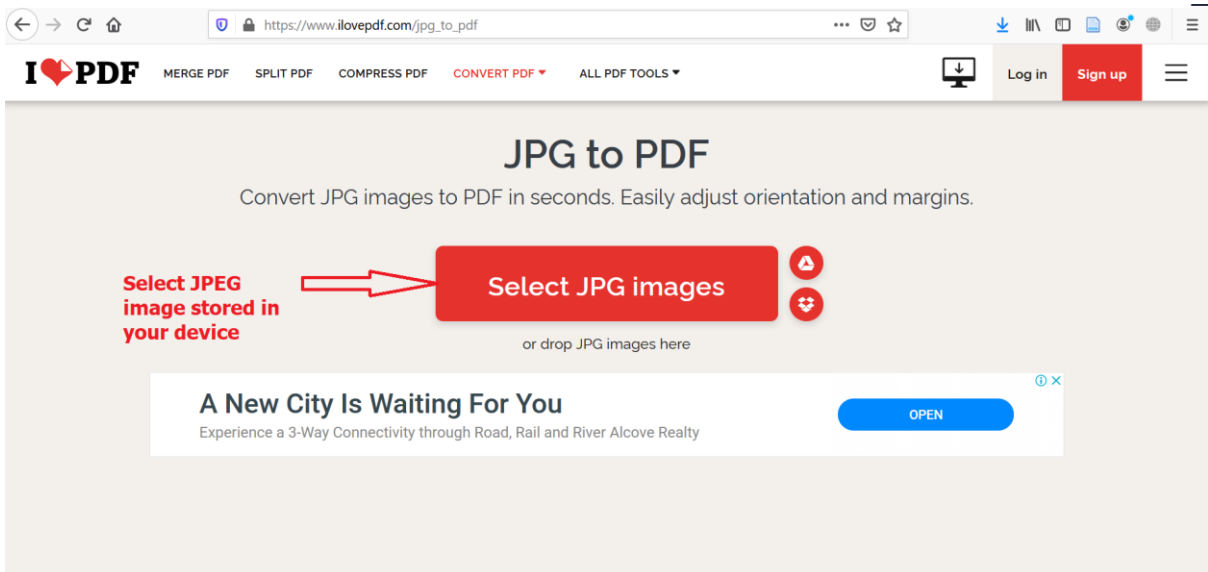 https://www.ilovepdf.com/jpg_to_pdf
I PDF MERGE PDF SPLIT PDF COMPRESS PDF CONVERT PDF ALL PDF TOOLS Log in Sign up
JPG to PDF
Convert JPG images to PDF in seconds. Easily adjust orientation and margins.
Select JPEG
image stored in
your device
Select JPG images
or drop JPG images here
A New City Is Waiting For You
Experience a 3-Way Connectivity through Road, Rail and River Alcove Realty
OPEN